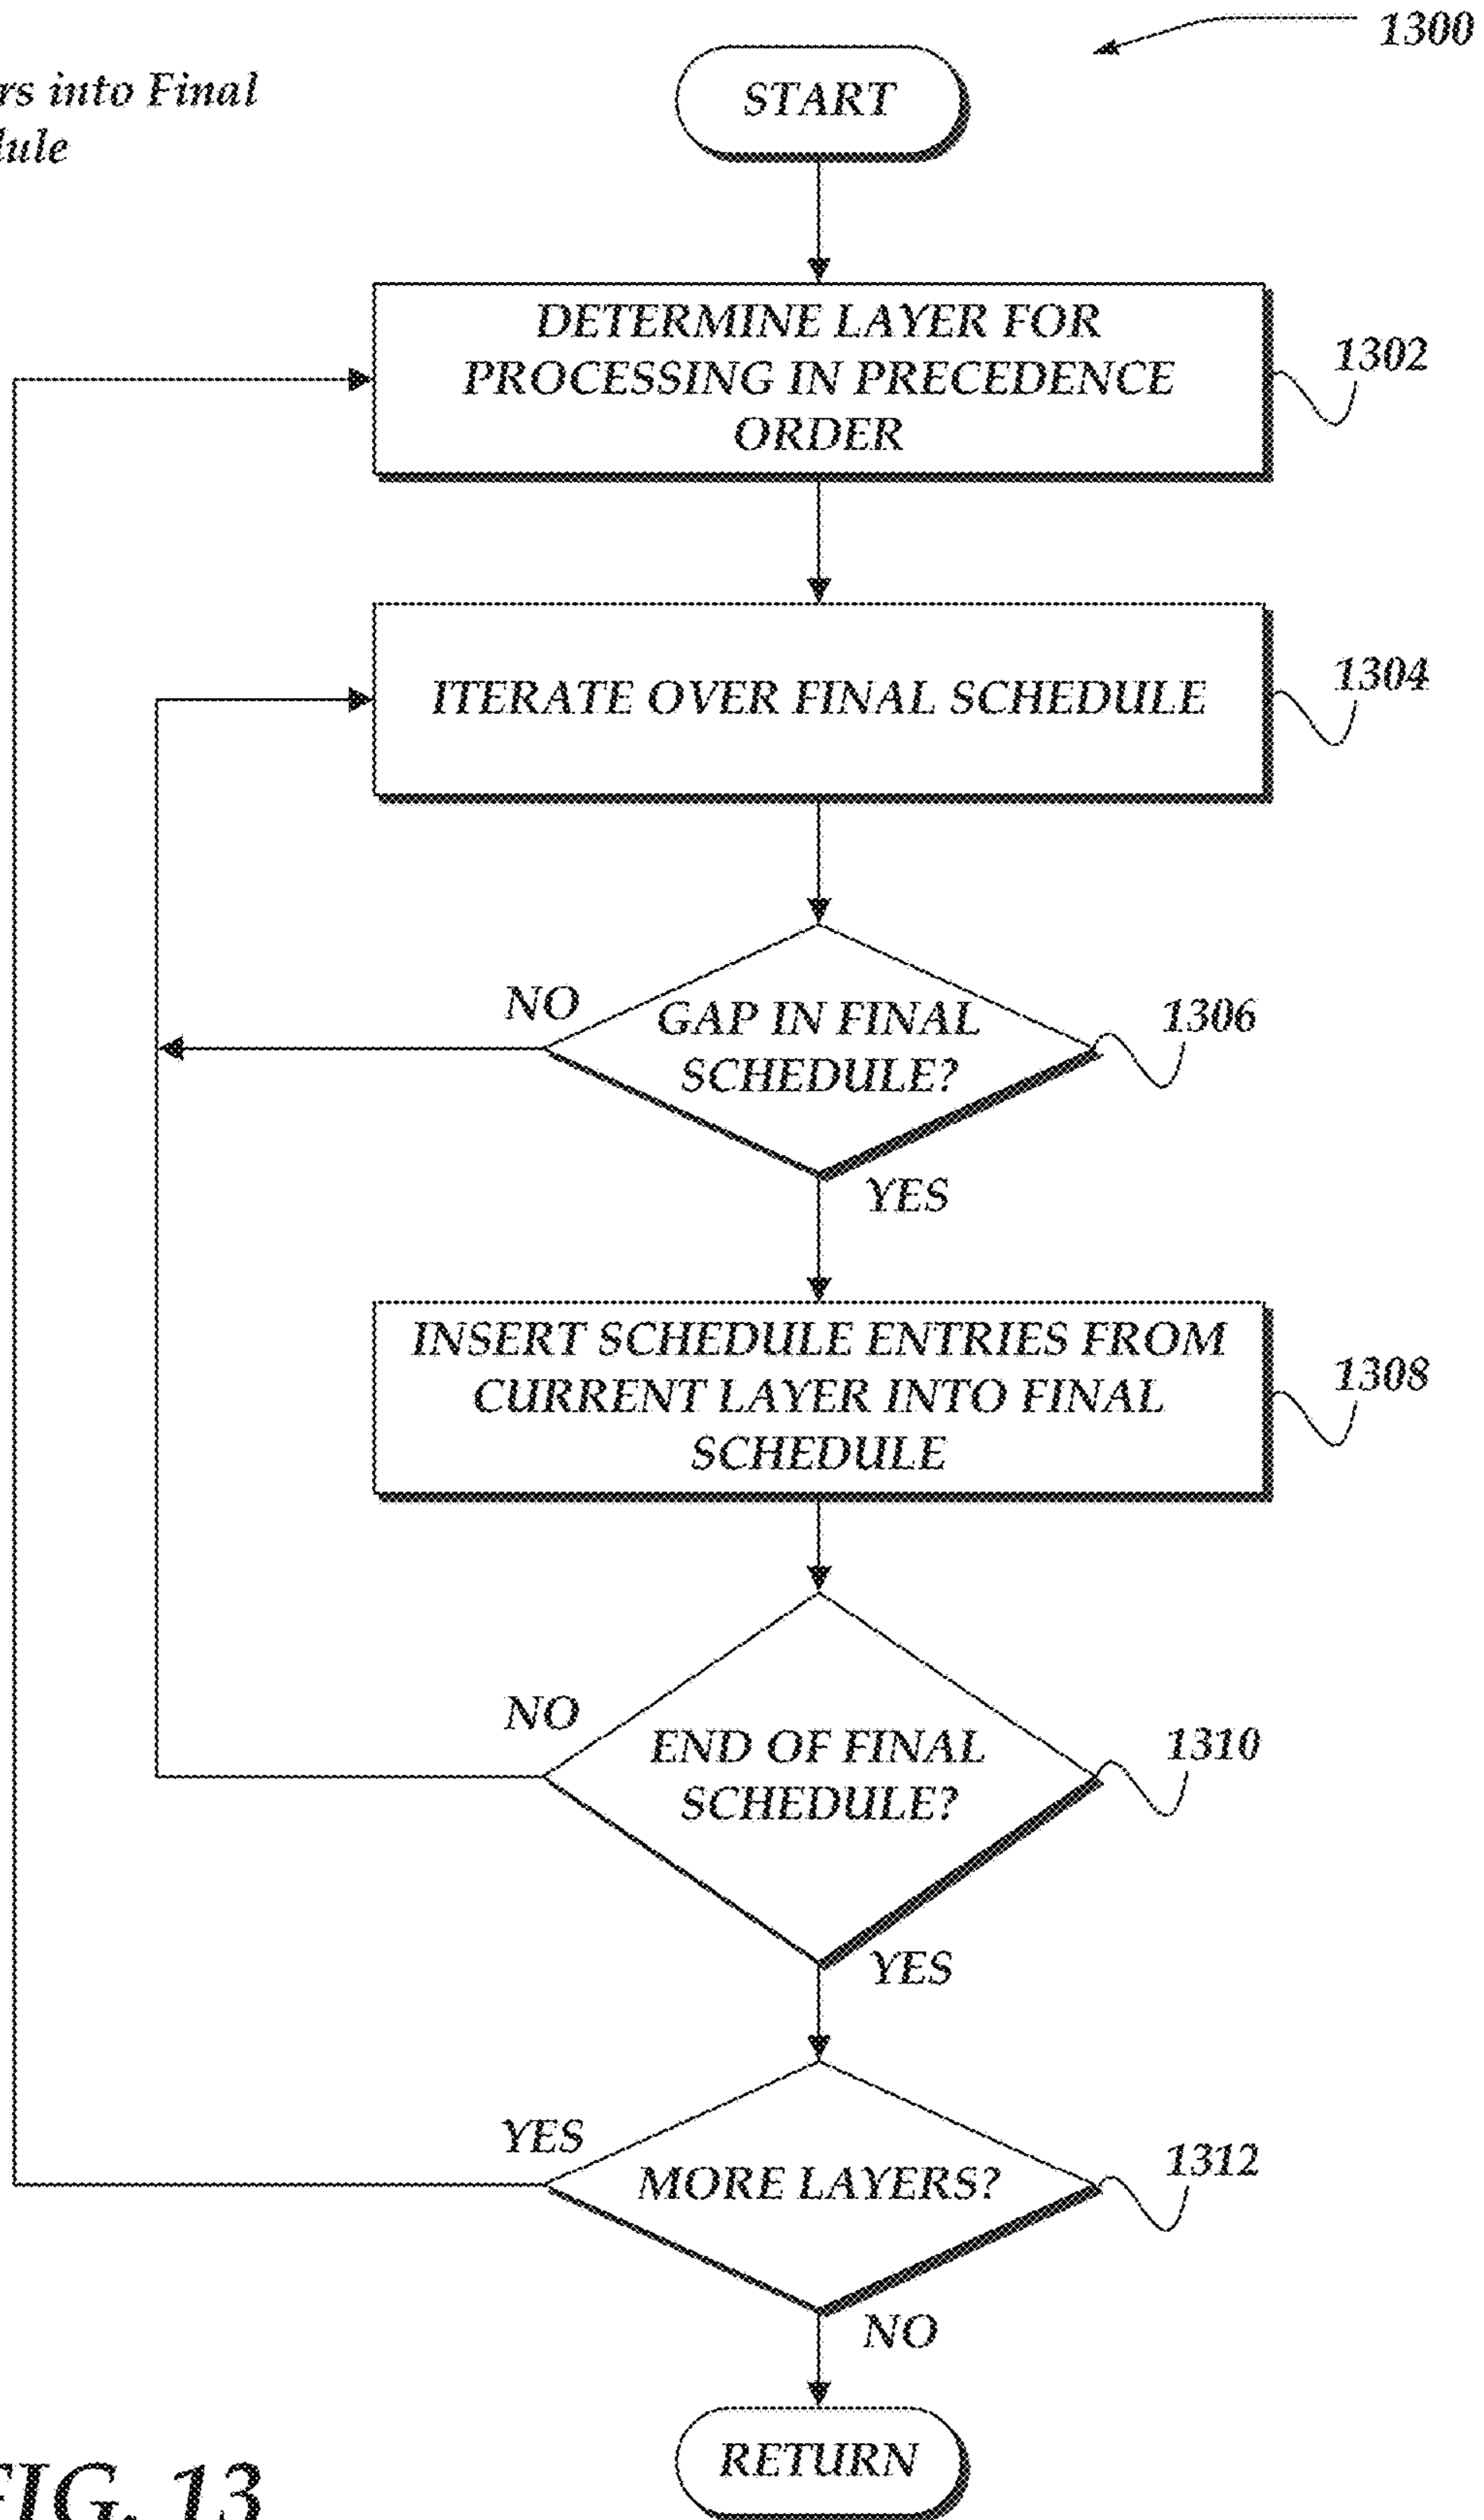 1300
rs into Final
dule
START
DETERMINE LAYER FOR
PROCESSING IN PRECEDENCE
ORDER
1302
ITERATE OVER FINAL SCHEDULE
1304
NO
GAP IN FINAL
SCHEDULE?
1306
YES
INSERT SCHEDULE ENTRIES FROM
CURRENT LAYER INTO FINAL
SCHEDULE
1308
NO
END OF FINAL
SCHEDULE?
1310
YES
YES
MORE LAYERS?
1312
NO
RETURN
FIG. 13